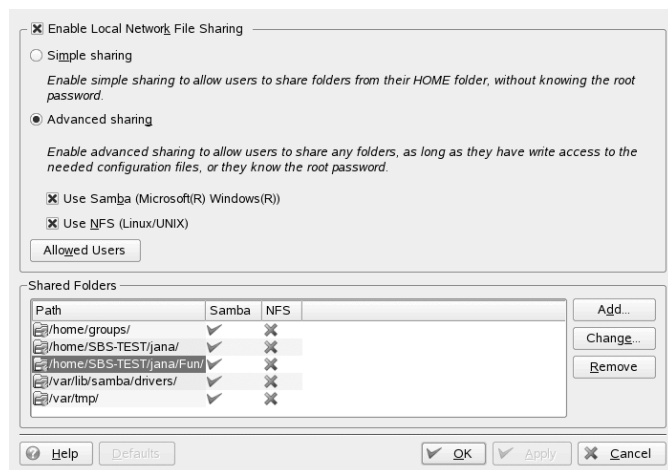 Enable Local Network File Sharing
Simple sharing
Enable simple sharing to allow users to share folders from their HOME folder, without knowing the root
password.
Advanced sharing
Enable advanced sharing to allow users to share any folders, as long as they have write access to the
needed configuration files, or they know the root password.
Use Samba (Microsoft(R) Windows(R))
Use NFS (Linux/UNIX)
Allowed Users
Shared Folders
Path Samba NFS
/home/groups/
/home/SBS-TEST/jana/
/home/SBS-TEST/jana/Fun/
/var/lib/samba/drivers/
/var/tmp/
Add...
Change...
Remove
Help Defaults OK Apply Cancel